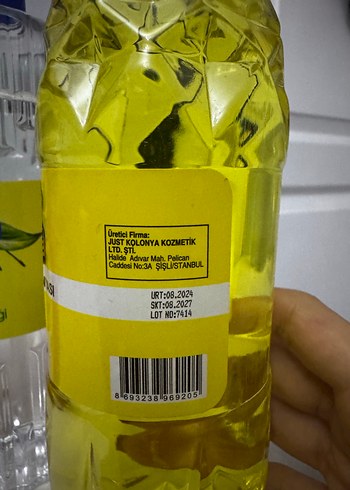 Üretici Firma:
JUST KOLONYA KOZMETİK
LTD. ŞTİ.
Halide Adıvar Mah. Pelican
Caddesi No:3A ŞİŞLİ/STANBUL
URT:08.2024
SKT:08.2027
LOT NO:7414
8 693238 969205